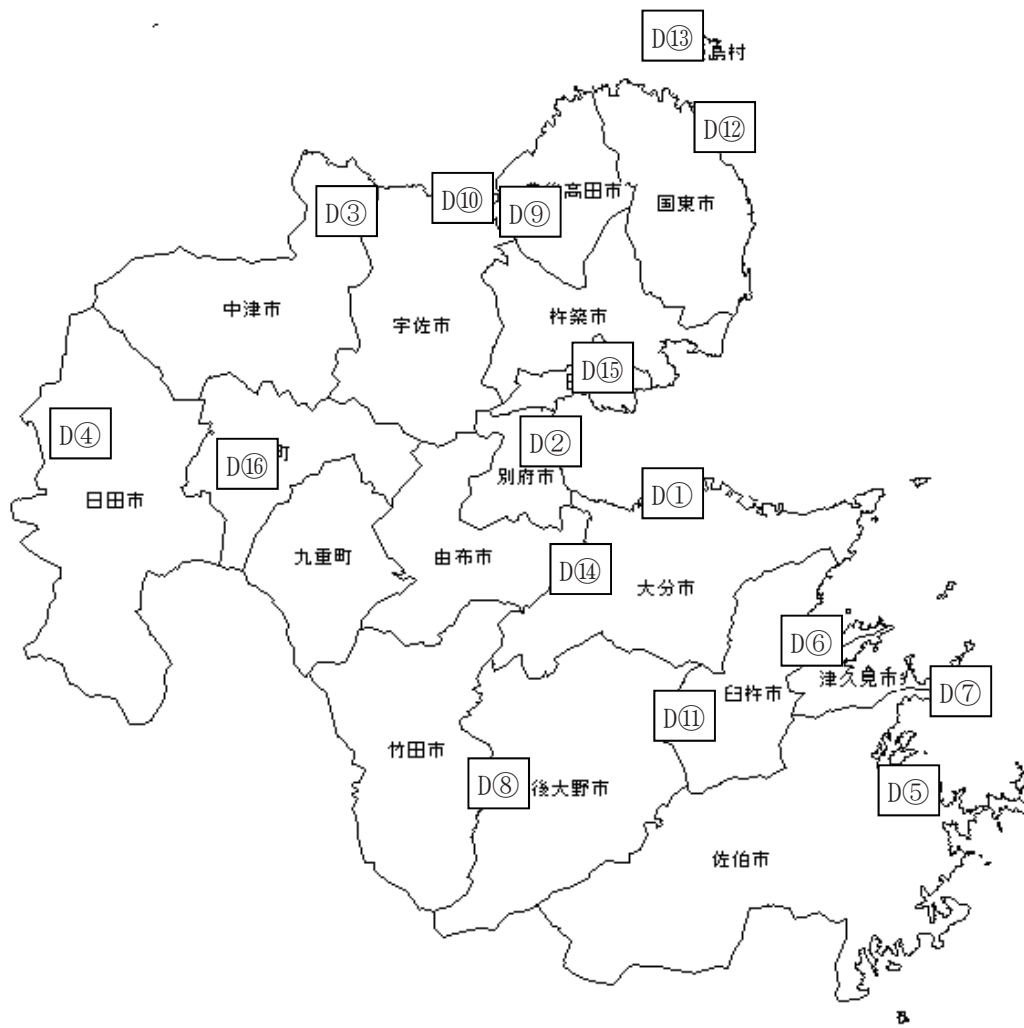 D⑬
島村
D⑫
D③
D⑩
D⑨
高田市
国東市
中津市
宇佐市
杵築市
D⑮
D④
D⑯
町
D②
別府市
D①
日田市
九重町
由布市
D⑭
大分市
D⑥
津久見市
D⑦
臼杵市
D⑪
竹田市
D⑧
後大野市
D⑤
佐伯市